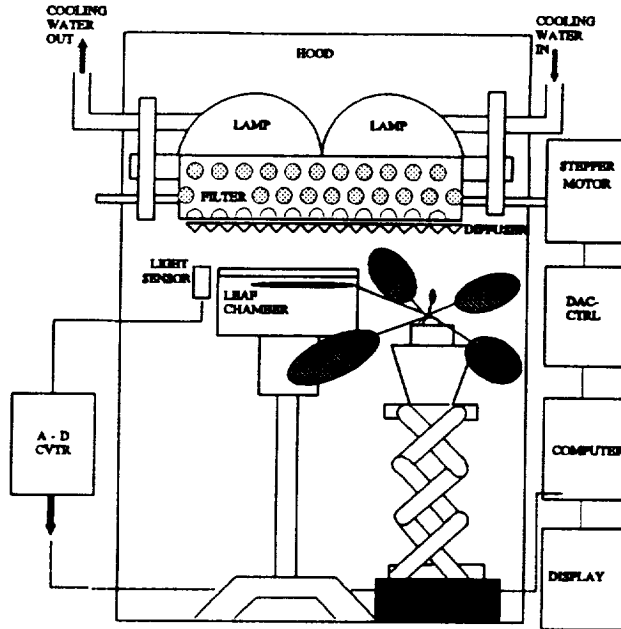 COOLING
WATER
OUT
COOLING
WATER
IN
HOOD
LAMP
LAMP
STEPPER
MOTOR
FILTER
DIFFUSER
LIGHT
SENSOR
LEAF
CHAMBER
DAC-
CTRL
A - D
CVTR
COMPUTER
DISPLAY